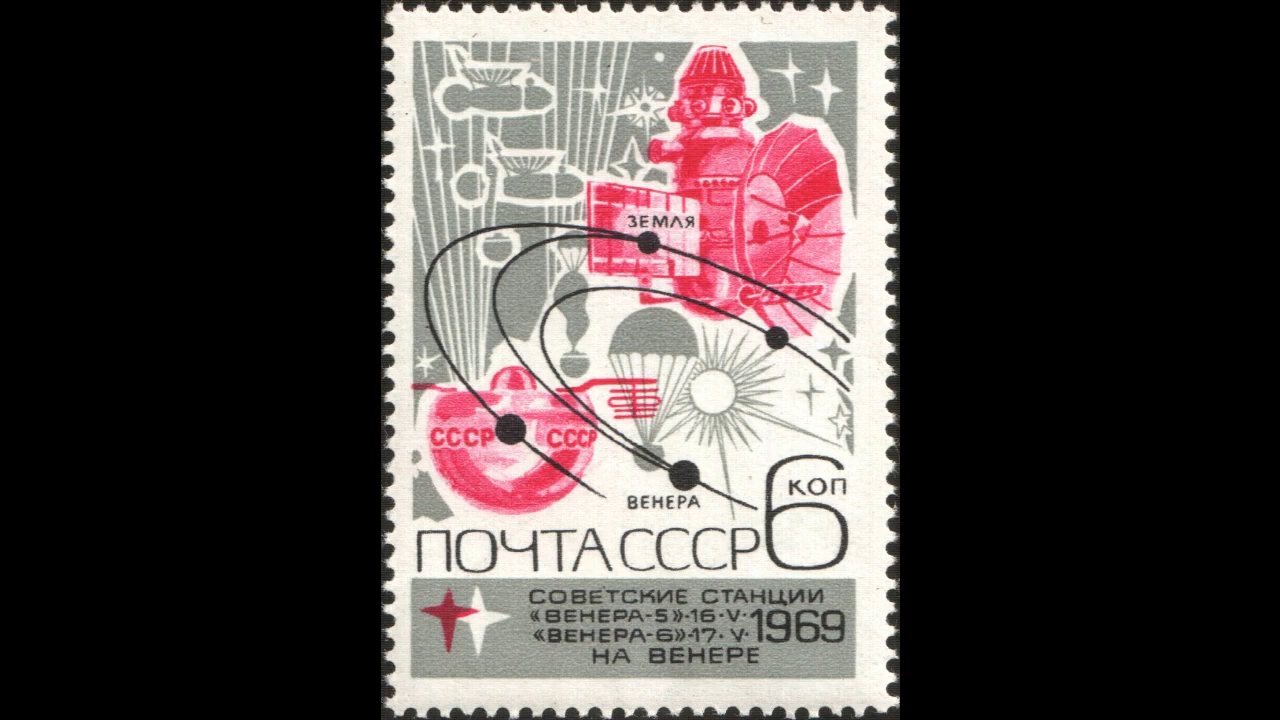 ЗЕМЛЯ
СССР СССР
ВЕНЕРА
6 КОП
ПОЧТА СССР
СОВЕТСКИЕ СТАНЦИИ
«ВЕНЕРА-5»·16·V·
«ВЕНЕРА-6»·17·V·
1969
НА ВЕНЕРЕ